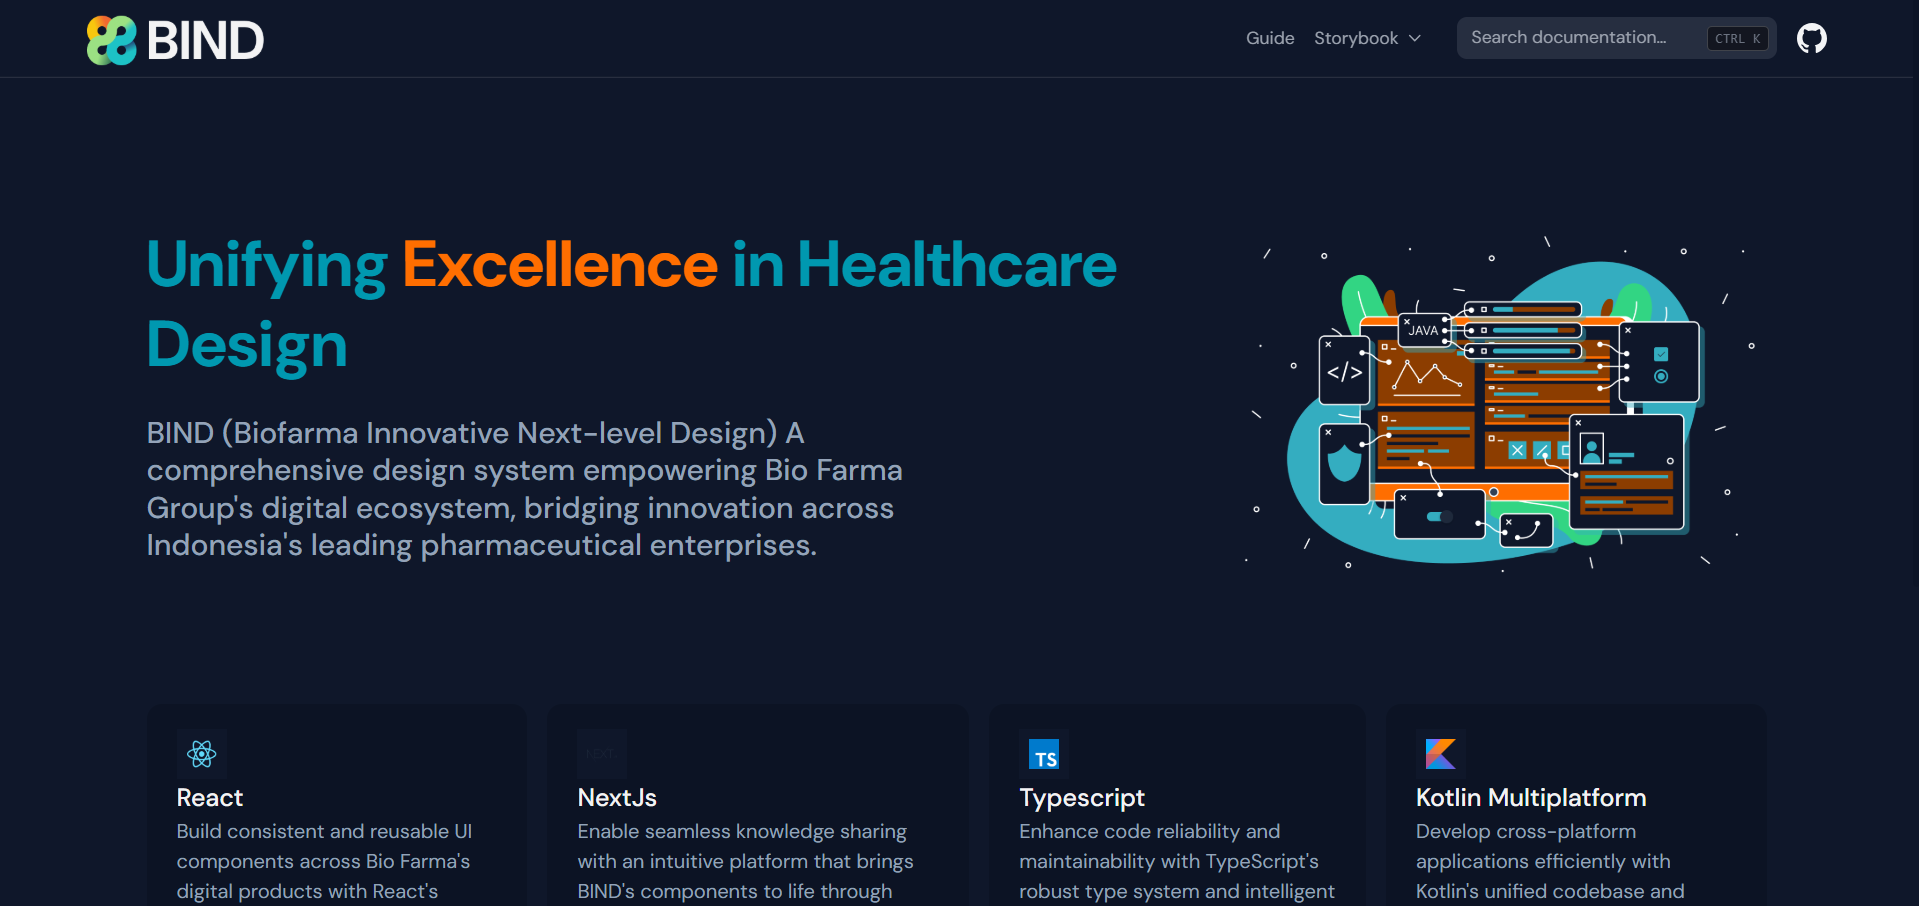 BIND
Guide
Storybook
Search documentation...
CTRL K
Unifying Excellence in Healthcare
Design
BIND (Biofarma Innovative Next-level Design) A
comprehensive design system empowering Bio Farma
Group's digital ecosystem, bridging innovation across
Indonesia's leading pharmaceutical enterprises.
JAVA
</>
React
Build consistent and reusable UI
components across Bio Farma's
digital products with React's
NextJs
Enable seamless knowledge sharing
with an intuitive platform that brings
BIND's components to life through
TS
Typescript
Enhance code reliability and
maintainability with TypeScript's
robust type system and intelligent
Kotlin Multiplatform
Develop cross-platform
applications efficiently with
Kotlin's unified codebase and